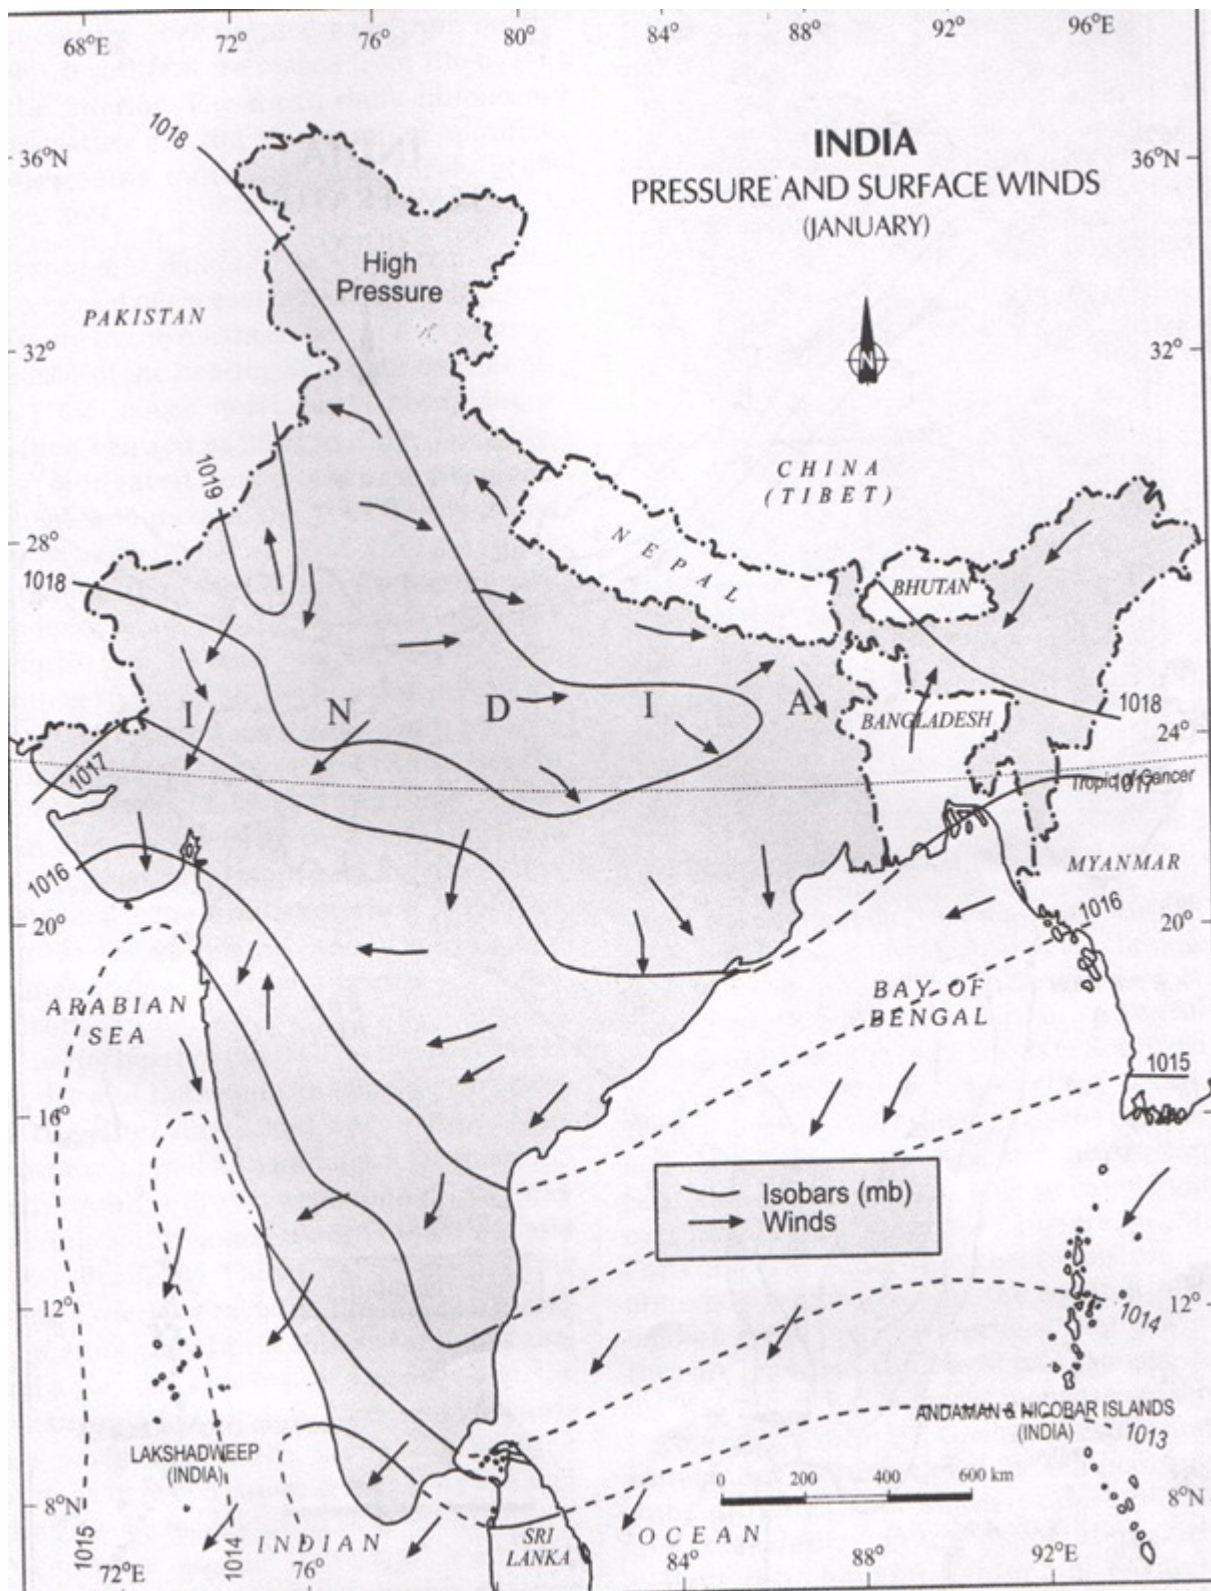 68°E 72° 76° 80° 88° 92° 96°E
1018
36°N
INDIA
36°N
PRESSURE AND SURFACE WINDS
(JANUARY)
High
Pressure
PAKISTAN
N
32°
32°
CHINA
(TIBET)
1019
NEPAL
28°
28°
1018
BHUTAN
I N D I A
1018
BANGLADESH
24°
1017
Tropic of Cancer
1017
MYANMAR
1016
1016
20°
20°
ARABIAN
SEA
BAY OF
BENGAL
1015
16°
16°
Isobars (mb)
Winds
12°
12°
1014
ANDAMAN & NICOBAR ISLANDS
(INDIA)
1013
LAKSHADWEEP
(INDIA)
0 200 400 600 km
8°N
8°N
1015
1014
INDIAN
SRI
LANKA
OCEAN
72°E 76° 84° 88° 92°E